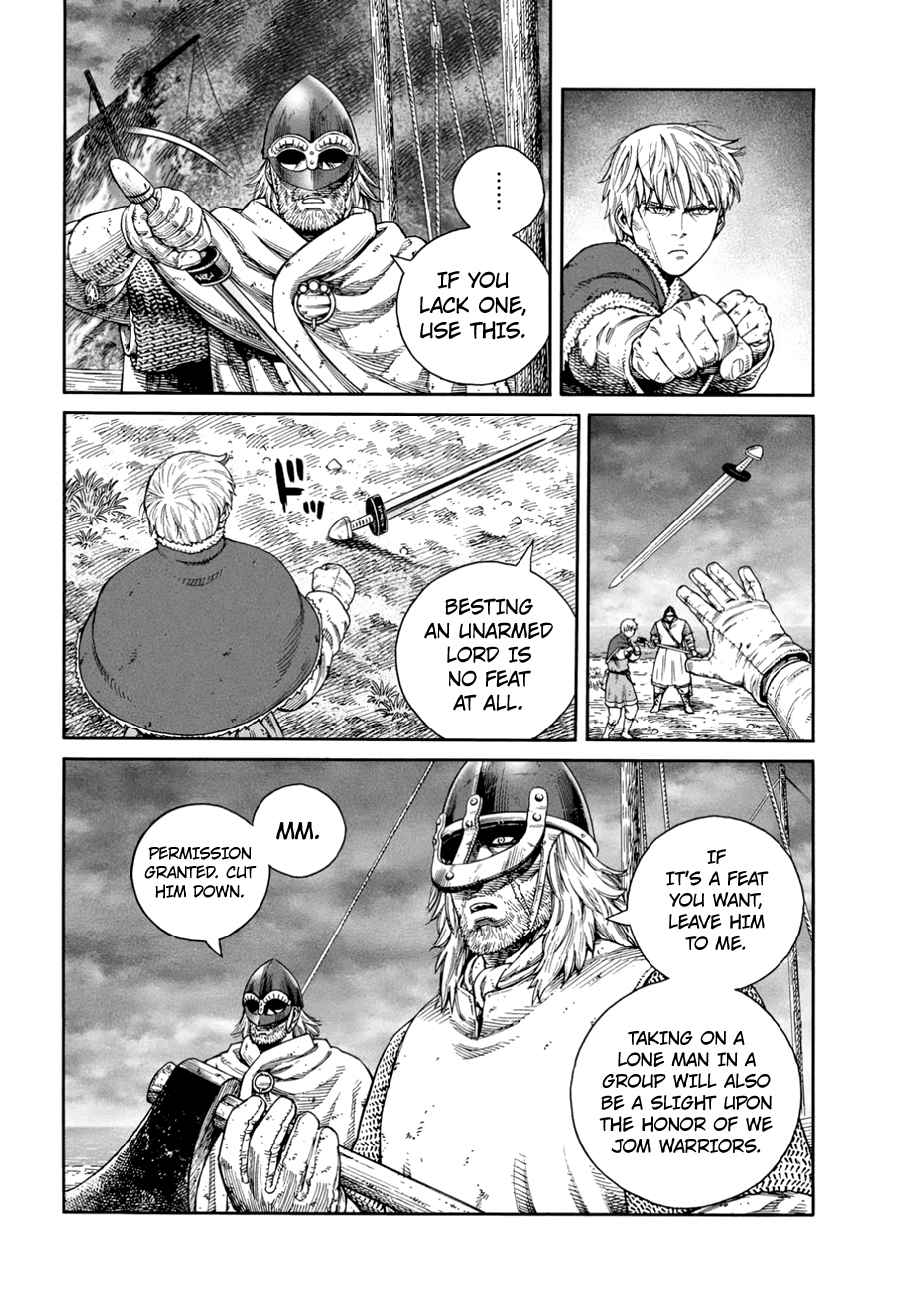 ......
IF YOU
LACK ONE,
USE THIS.
ドッ
BESTING
AN UNARMED
LORD IS
NO FEAT
AT ALL.
IF
IT'S A FEAT
YOU WANT,
LEAVE HIM
TO ME.
TAKING ON A
LONE MAN IN A
GROUP WILL ALSO
BE A SLIGHT UPON
THE HONOR OF WE
JOM WARRIORS.
MM.
PERMISSION
GRANTED. CUT
HIM DOWN.